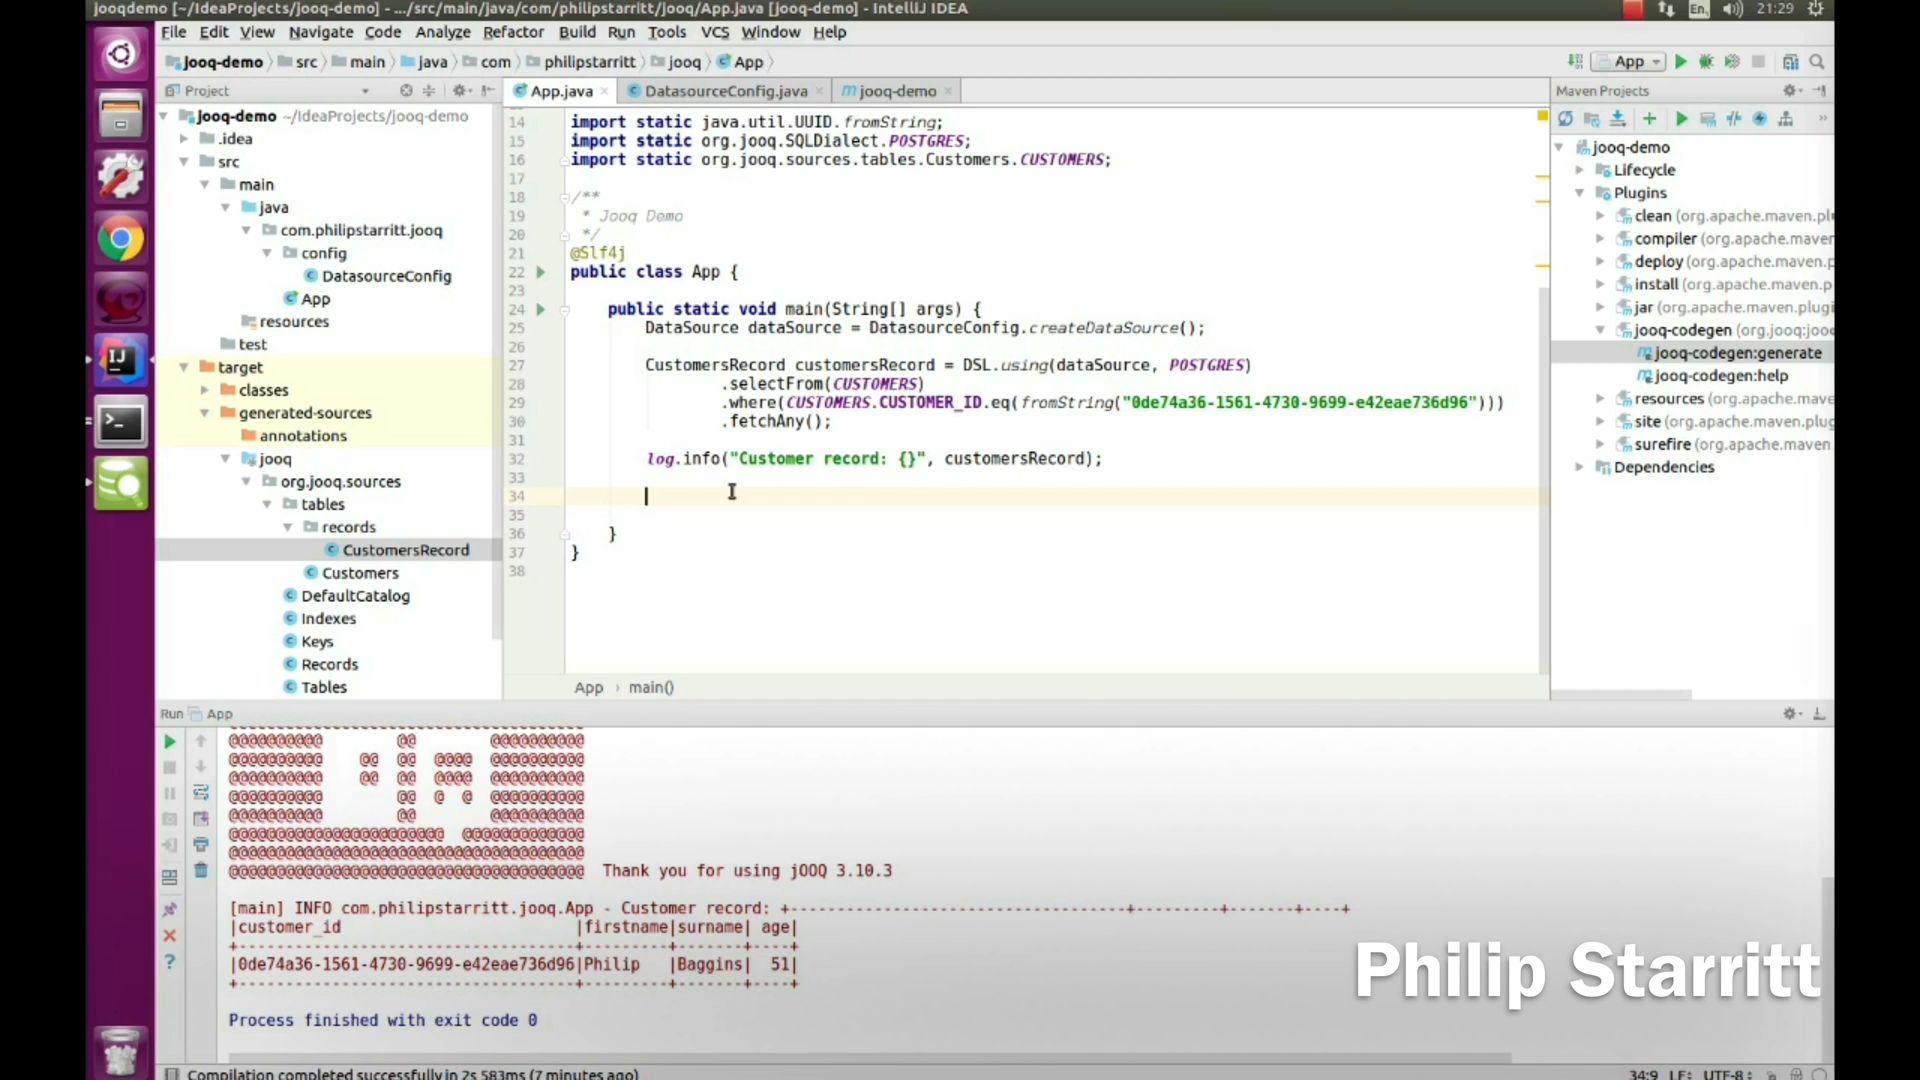 jooqdemo [~/IdeaProjects/jooq-demo] - .../src/main/java/com/philipstarritt/jooq/App.java [jooq-demo] - IntelliJ IDEA
En
21:29
File Edit View Navigate Code Analyze Refactor Build Run Tools VCS Window Help
jooq-demo src main java com philipstarritt jooq App
App
Project
App.java DatasourceConfig.java jooq-demo
Maven Projects
jooq-demo ~/IdeaProjects/jooq-demo
.idea
src
main
java
com.philipstarritt.jooq
config
DatasourceConfig
App
resources
test
target
classes
generated-sources
annotations
jooq
org.jooq.sources
tables
records
CustomersRecord
Customers
DefaultCatalog
Indexes
Keys
Records
Tables
14 import static java.util.UUID.fromString;
15 import static org.jooq.SQLDialect.POSTGRES;
16 import static org.jooq.sources.tables.Customers.CUSTOMERS;
17
18 /**
19 * Jooq Demo
20 */
21 @Slf4j
22 public class App {
23
24 public static void main(String[] args) {
25 DataSource dataSource = DatasourceConfig.createDataSource();
26
27 CustomersRecord customersRecord = DSL.using(dataSource, POSTGRES)
28 .selectFrom(CUSTOMERS)
29 .where(CUSTOMERS.CUSTOMER_ID.eq(fromString("0de74a36-1561-4730-9699-e42eae736d96")))
30 .fetchAny();
31
32 log.info("Customer record: {}", customersRecord);
33
34
35
36 }
37 }
38
App main()
jooq-demo
Lifecycle
Plugins
clean (org.apache.maven.plu
compiler (org.apache.maven
deploy (org.apache.maven.p
install (org.apache.maven.p
jar (org.apache.maven.plugi
jooq-codegen (org.jooq:jooc
jooq-codegen:generate
jooq-codegen:help
resources (org.apache.mave
site (org.apache.maven.plug
surefire (org.apache.maven
Dependencies
Run App
@@@@@@@@@@ @@ @@@@@@@@@@
@@@@@@@@@@ @@ @@ @@@@ @@@@@@@@@@
@@@@@@@@@@ @@ @@ @@@@ @@@@@@@@@@
@@@@@@@@@@ @@ @ @ @@@@@@@@@@
@@@@@@@@@@ @@ @@@@@@@@@@
@@@@@@@@@@@@@@@@@@@@@@@ @@@@@@@@@@@@@
@@@@@@@@@@@@@@@@@@@@@@@@@@@@@@@@@@@@@@
@@@@@@@@@@@@@@@@@@@@@@@@@@@@@@@@@@@@@@ Thank you for using jOOQ 3.10.3
[main] INFO com.philipstarritt.jooq.App - Customer record: +------------------------------------+---------+-------+----+
|customer_id |firstname|surname| age|
+------------------------------------+---------+-------+----+
|0de74a36-1561-4730-9699-e42eae736d96|Philip |Baggins| 51|
+------------------------------------+---------+-------+----+
Process finished with exit code 0
Philip Starritt
Compilation completed successfully in 2s 583ms (7 minutes ago)
34:9 LF: UTF-8: